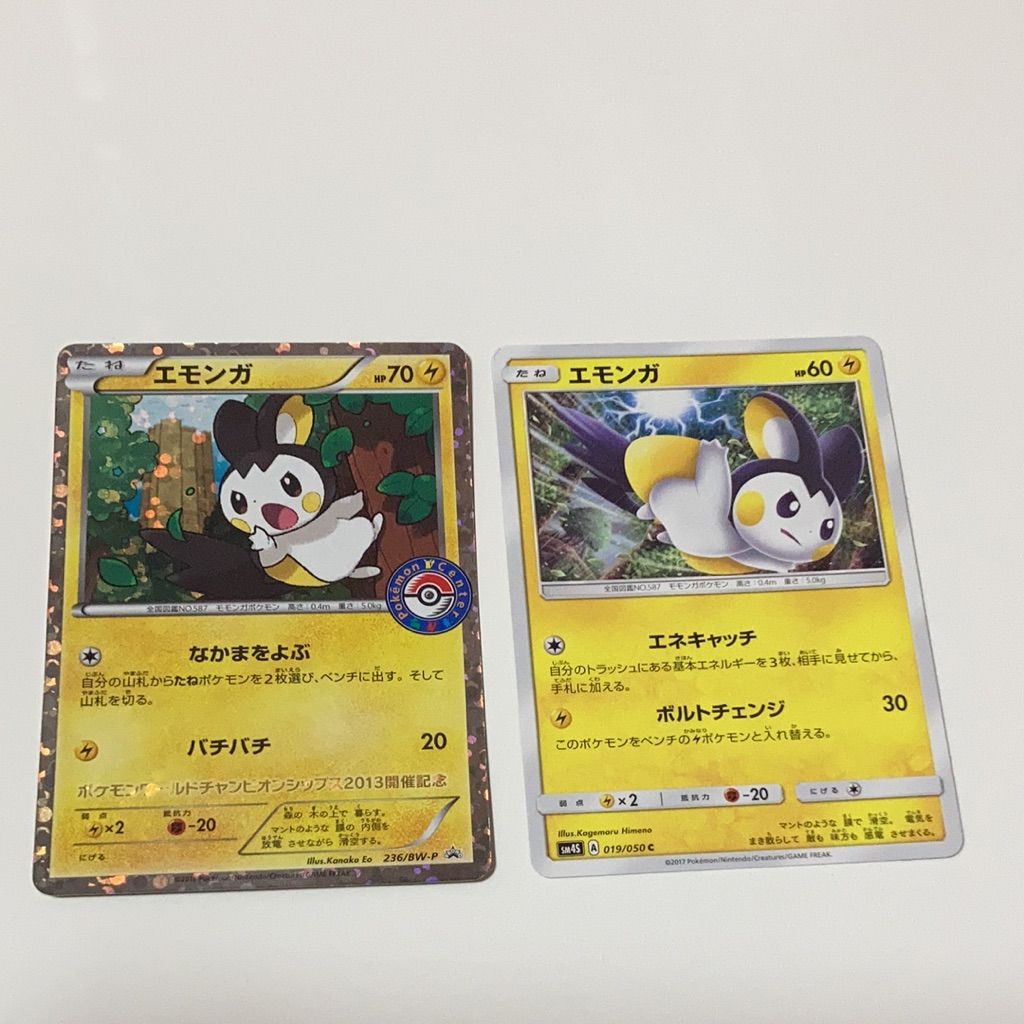 たね エモンガ HP70
全国図鑑NO.587 モモンガポケモン 高さ:0.4m 重さ:5.0kg
Pokémon Center
なかまをよぶ
自分の山札からたねポケモンを2枚選び、ベンチに出す。そして
山札を切る。
バチバチ 20
ポケモンワールドチャンピオンシップス2013開催記念
弱点 抵抗力
×2 -20
にげる
森の 木の上で 暮らす。
マントのような 膜の 内側を
放電 させながら 滑空する。
Illus.Kanako Eo 236/BW-P
Pokémon/Nintendo/Creatures/GAME FREAK.
たね エモンガ HP60
全国図鑑NO.587 モモンガポケモン 高さ:0.4m 重さ:5.0kg
エネキャッチ
自分のトラッシュにある基本エネルギーを3枚、相手に見せてから、
手札に加える。
ボルトチェンジ 30
このポケモンをベンチのポケモンと入れ替える。
弱点 ×2 抵抗力 -20 にげる
Illus.Kagemaru Himeno
SM4S A 019/050 C
マントのような 膜で 滑空。 電気を
まき散らして 敵も 味方も 感電 させまくる。
©2017 Pokémon/Nintendo/Creatures/GAME FREAK.